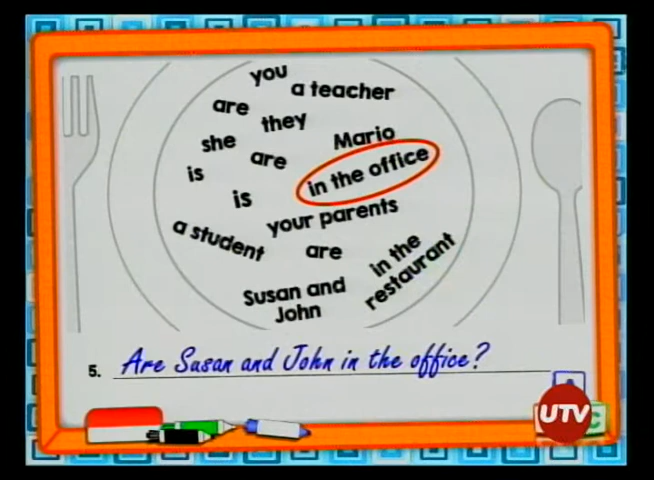 you
a teacher
are
they
she
Mario
are
in the office
is
is
your parents
a student
are
in the
restaurant
Susan and
John
5. Are Susan and John in the office?
A
UTV
C